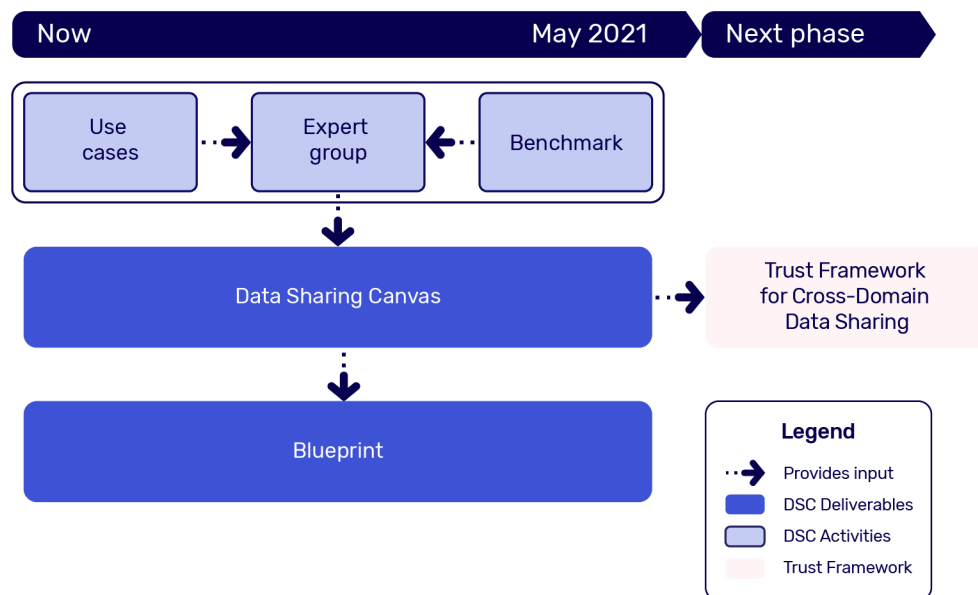 Now
May 2021
Next phase
Use
cases
Expert
group
Benchmark
Data Sharing Canvas
Trust Framework
for Cross-Domain
Data Sharing
Blueprint
Legend
Provides input
DSC Deliverables
DSC Activities
Trust Framework